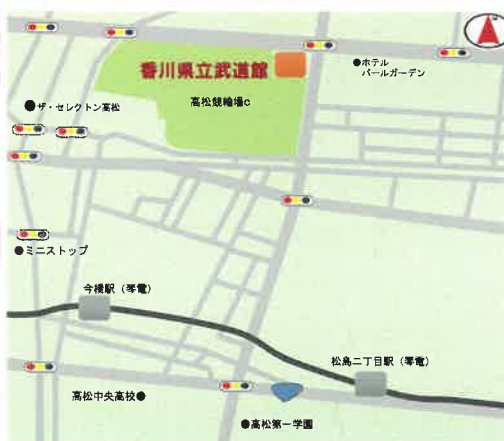 香川県立武道館
●ホテル
パールガーデン
●ザ・セレクトン高松
高松競輪場c
●ミニストップ
今橋駅(琴電)
松島二丁目駅(琴電)
高松中央高校●
●高松第一学園